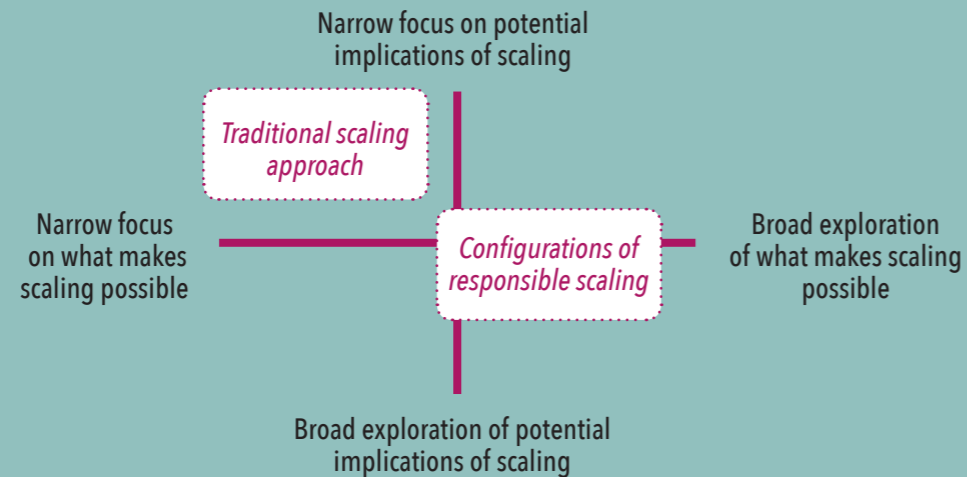 Narrow focus on potential
implications of scaling
Traditional scaling
approach
Narrow focus
on what makes
scaling possible
Configurations of
responsible scaling
Broad exploration
of what makes scaling
possible
Broad exploration of potential
implications of scaling